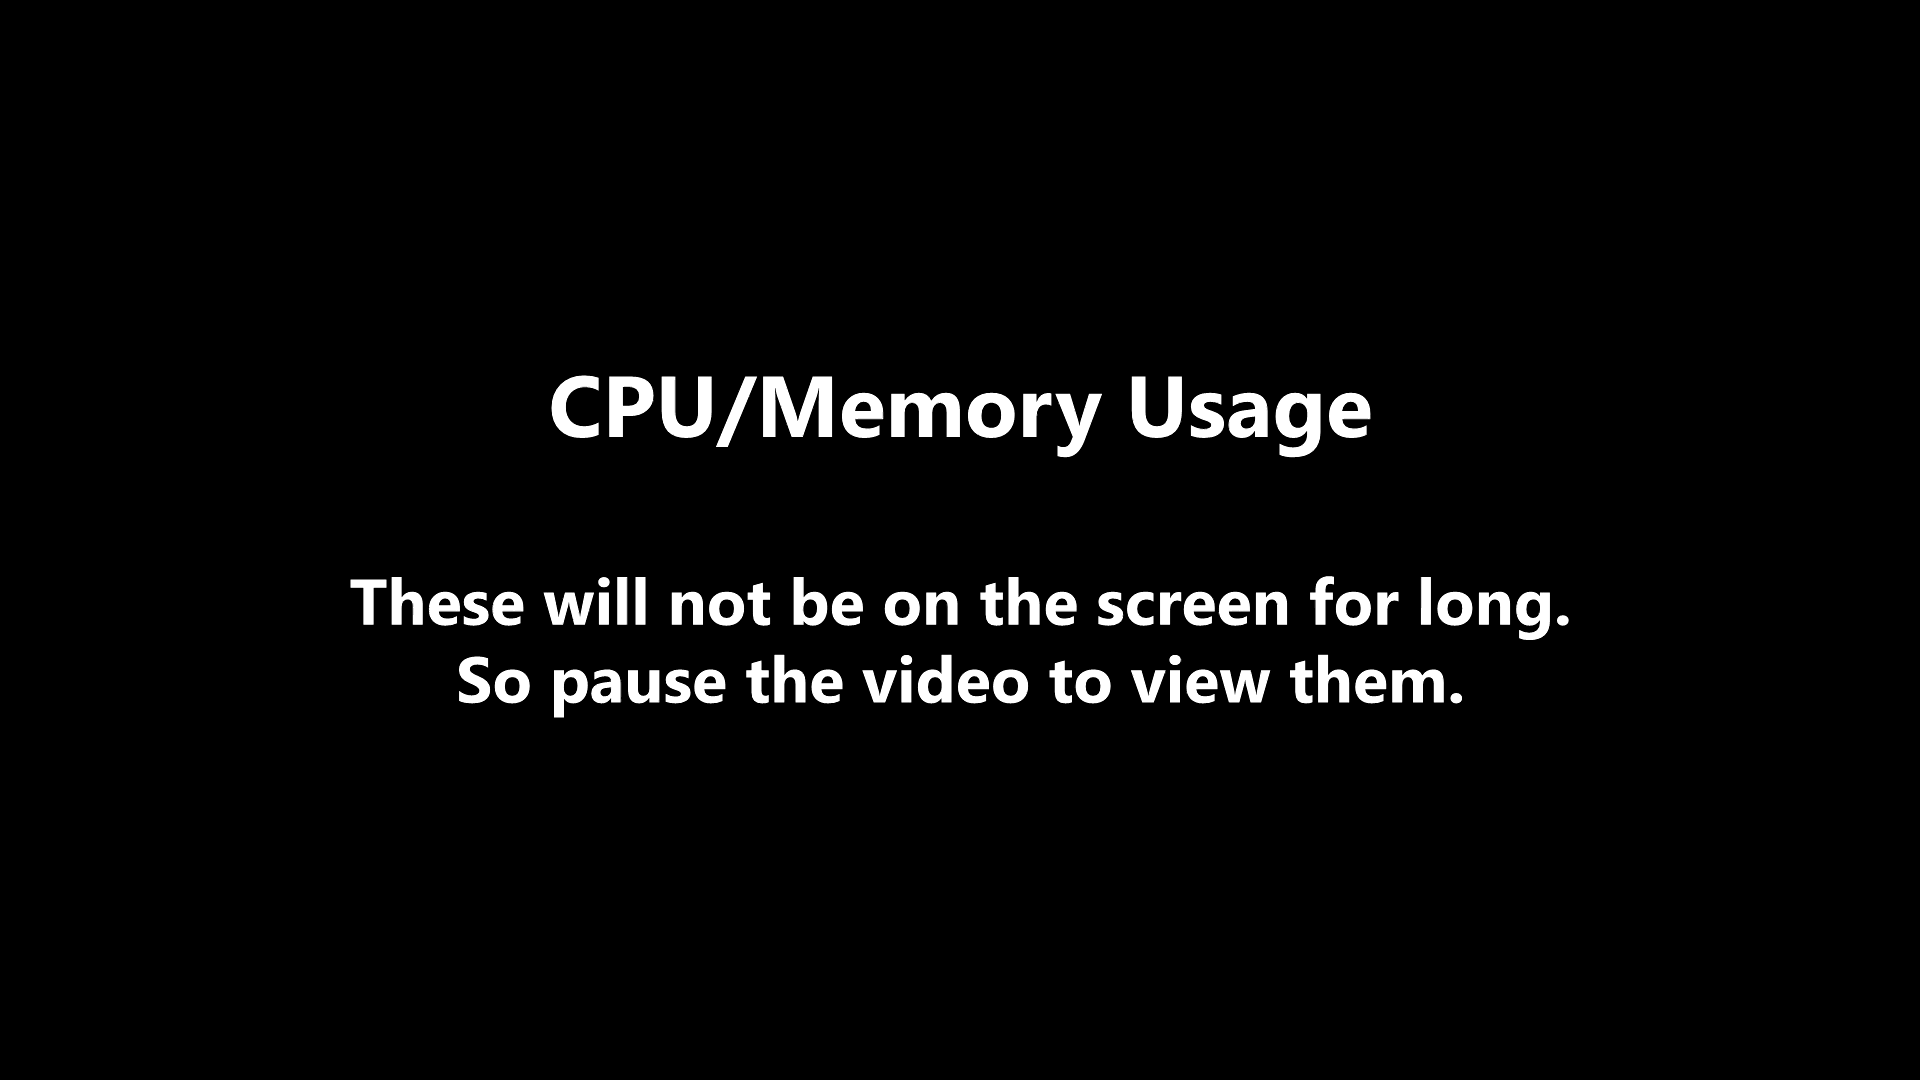 CPU/Memory Usage
These will not be on the screen for long.
So pause the video to view them.